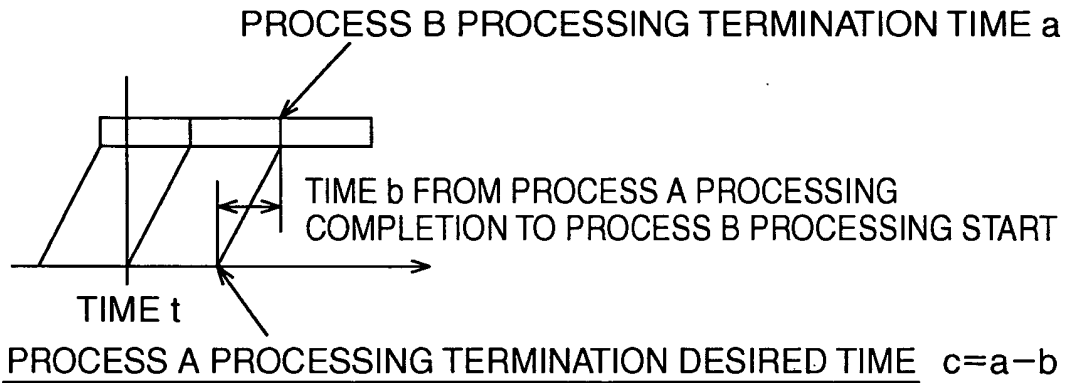 PROCESS B PROCESSING TERMINATION TIME a
TIME b FROM PROCESS A PROCESSING
COMPLETION TO PROCESS B PROCESSING START
TIME t
PROCESS A PROCESSING TERMINATION DESIRED TIME c=a−b